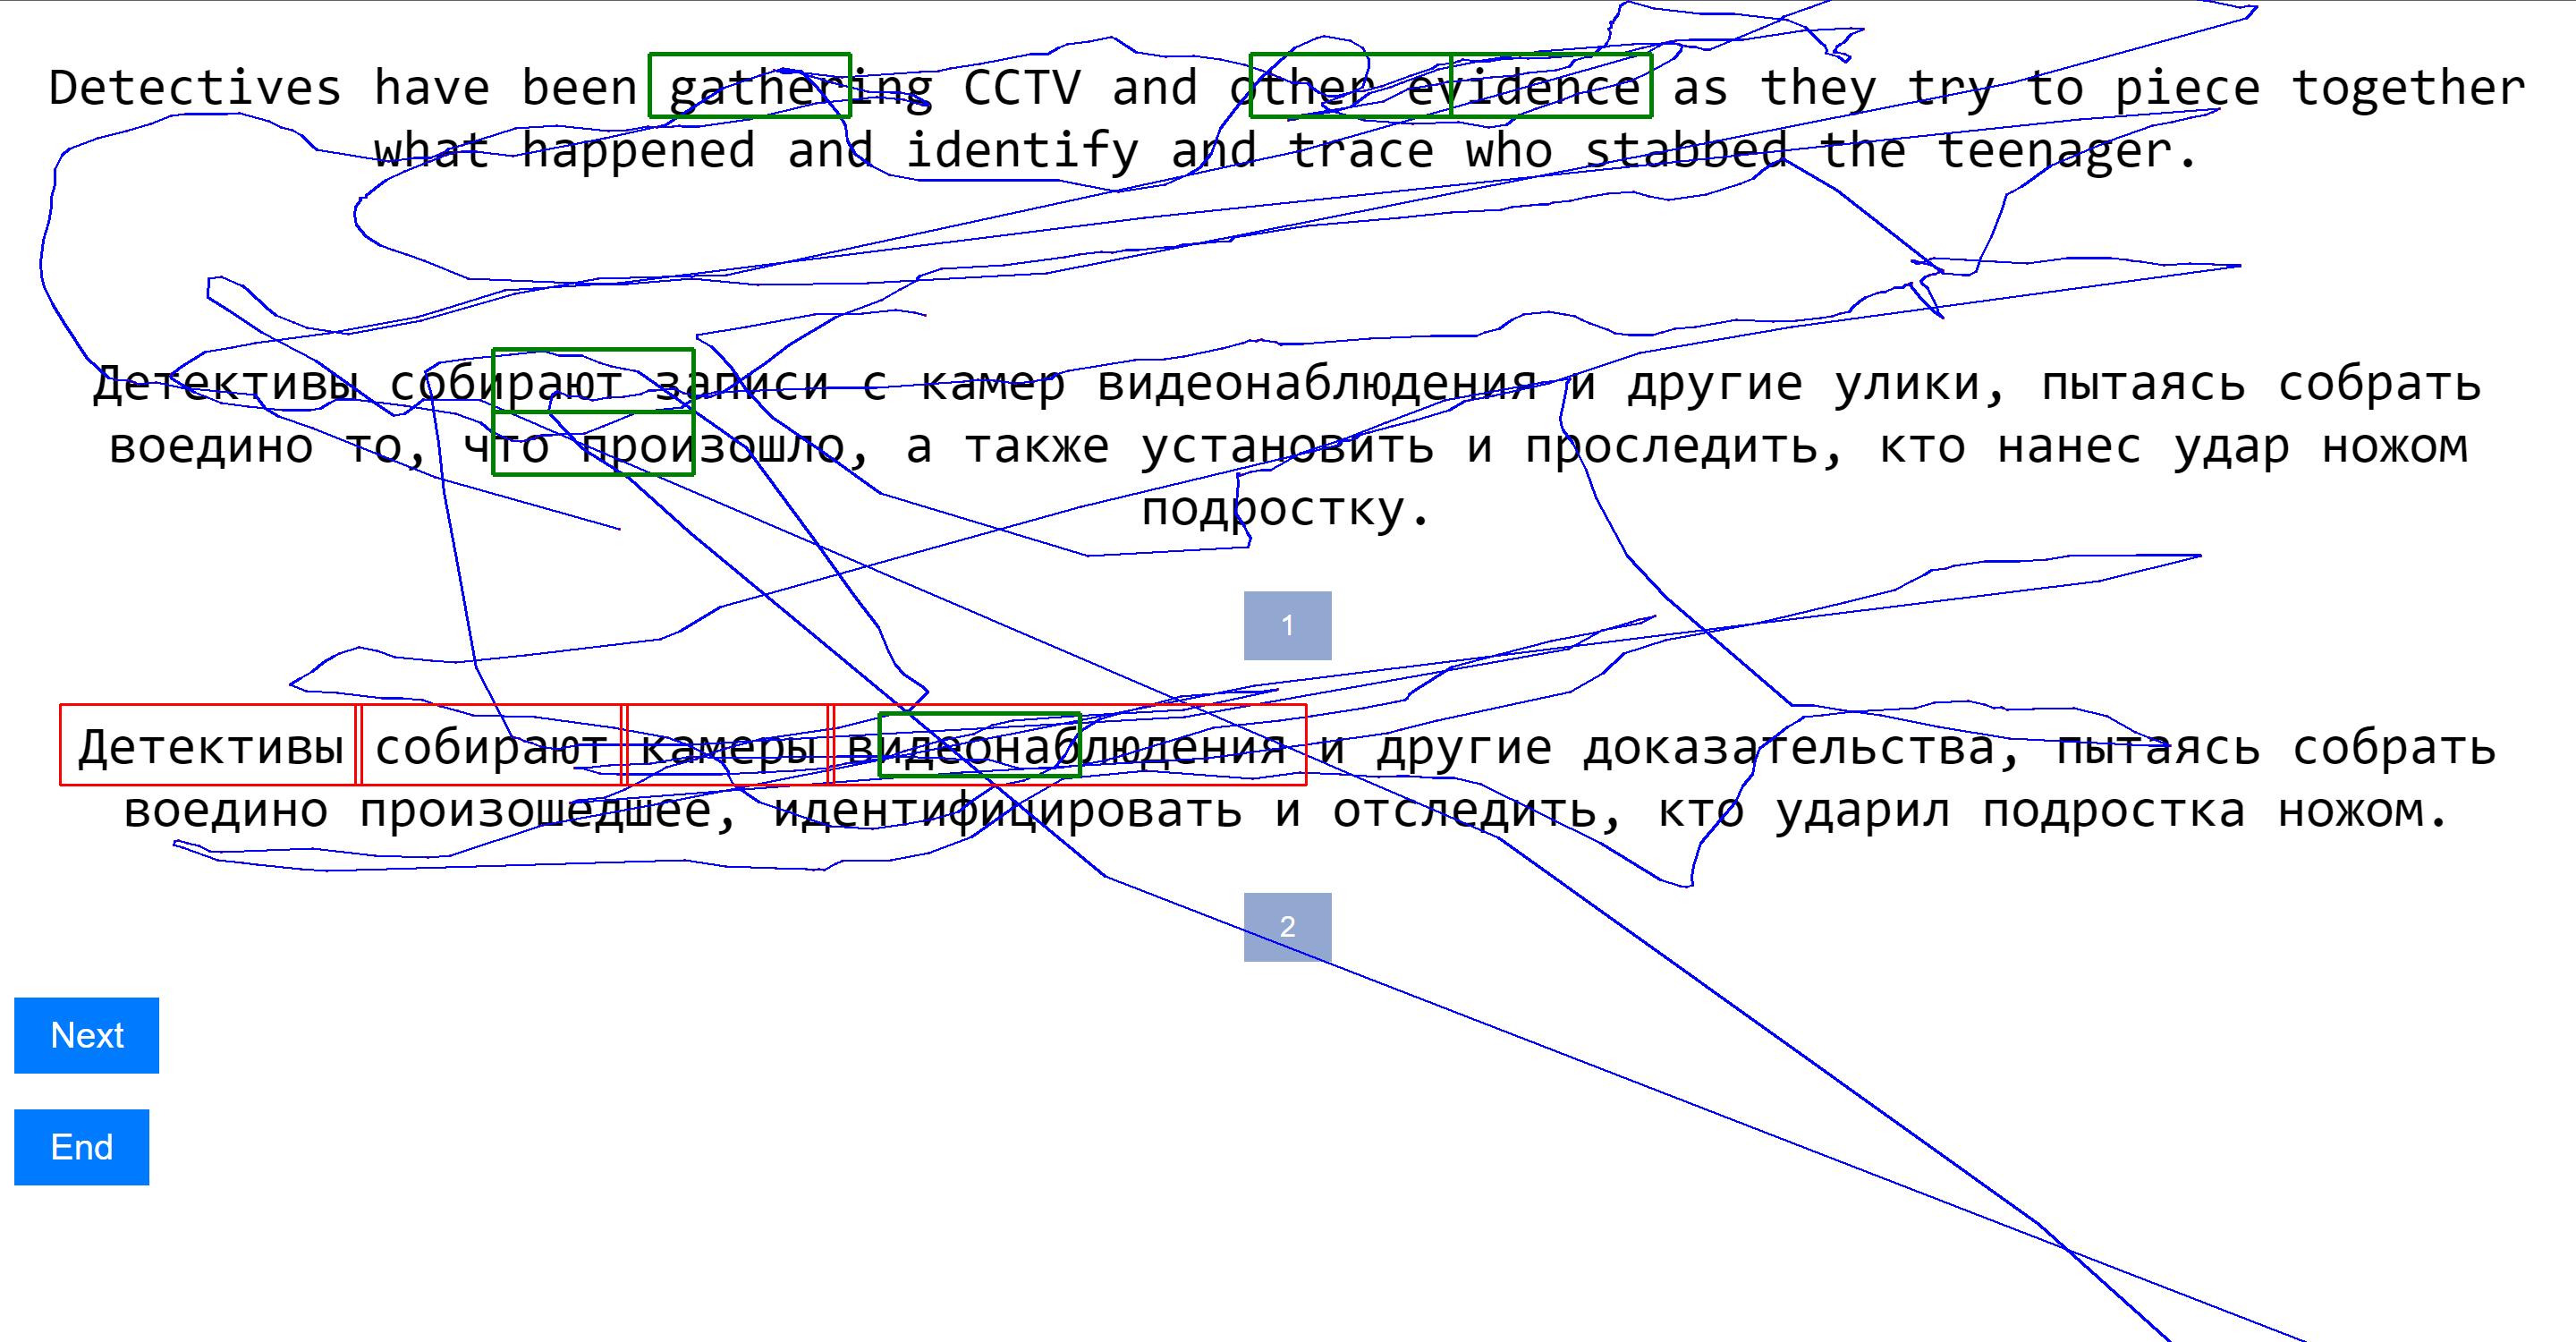 Detectives have been gathering CCTV and other evidence as they try to piece together
what happened and identify and trace who stabbed the teenager.
Детективы собирают записи с камер видеонаблюдения и другие улики, пытаясь собрать
воедино то, что произошло, а также установить и проследить, кто нанес удар ножом
подростку.
1
Детективы собирают камеры видеонаблюдения и другие доказательства, пытаясь собрать
воедино произошедшее, идентифицировать и отследить, кто ударил подростка ножом.
2
Next
End